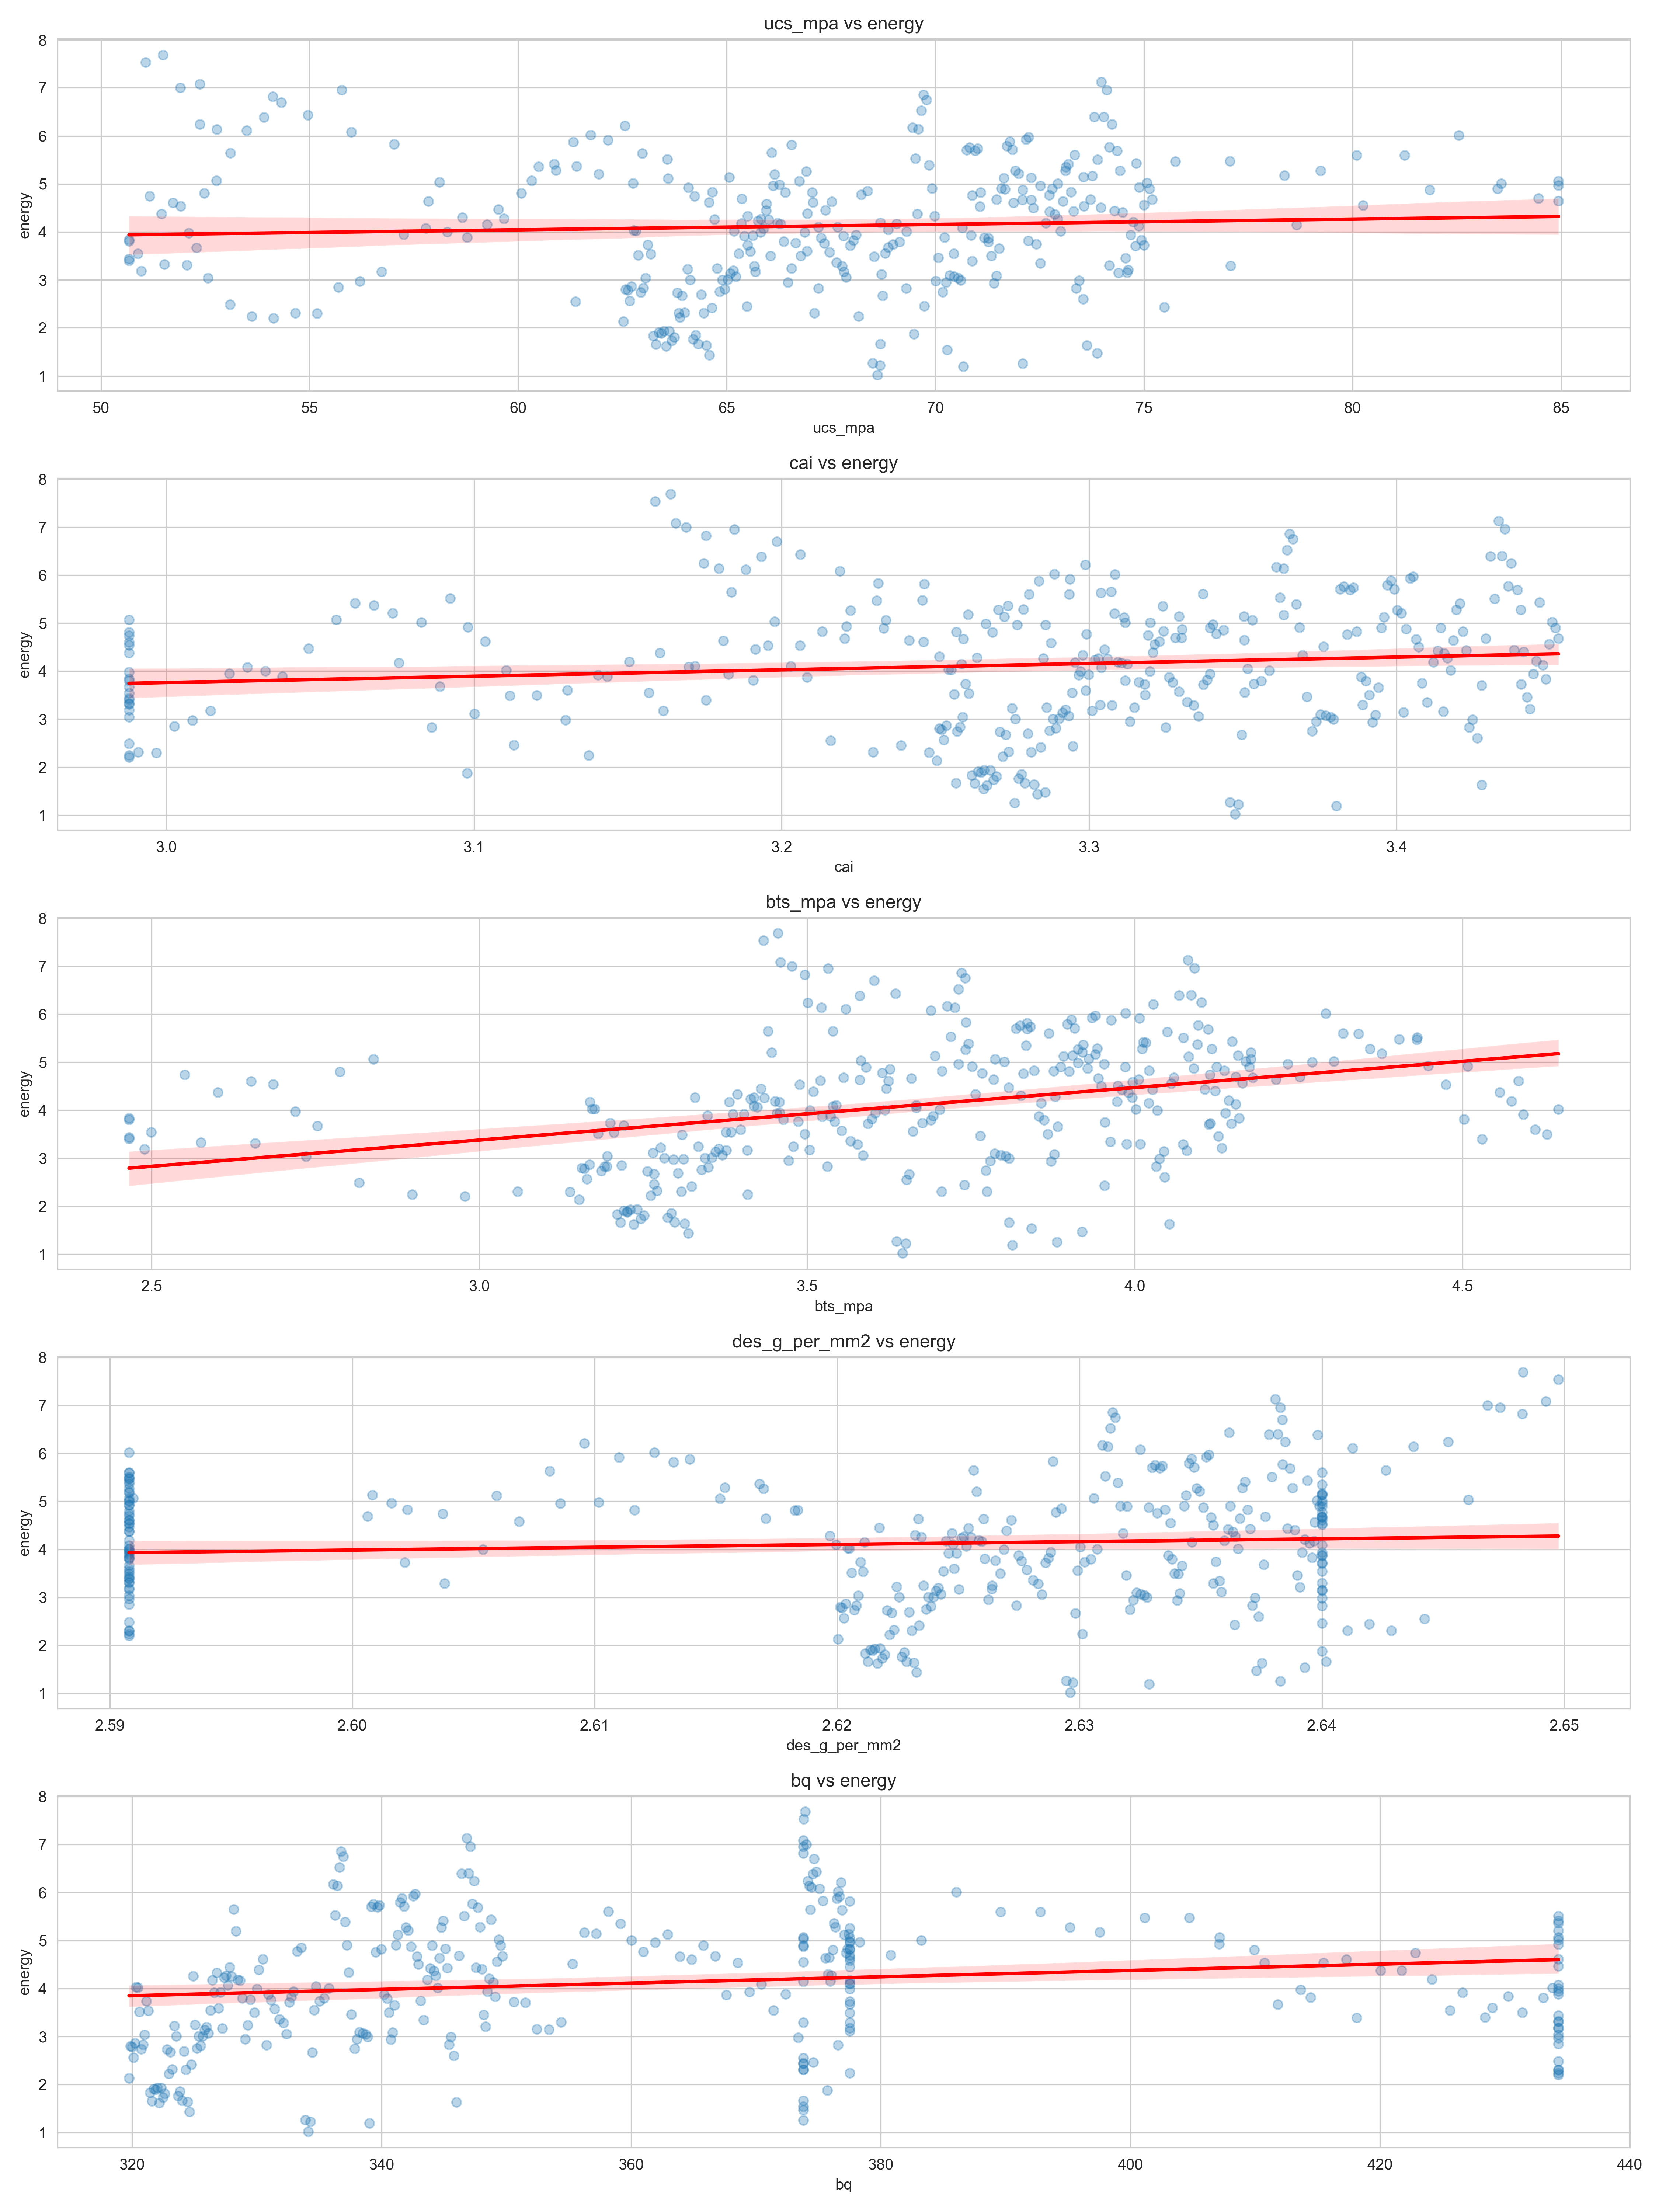 ucs_mpa vs energy
8
7
6
5
4
3
2
1
energy
50 55 60 65 70 75 80 85
ucs_mpa
cai vs energy
8
7
6
5
4
3
2
1
energy
3.0 3.1 3.2 3.3 3.4
cai
bts_mpa vs energy
8
7
6
5
4
3
2
1
energy
2.5 3.0 3.5 4.0 4.5
bts_mpa
des_g_per_mm2 vs energy
8
7
6
5
4
3
2
1
energy
2.59 2.60 2.61 2.62 2.63 2.64 2.65
des_g_per_mm2
bq vs energy
8
7
6
5
4
3
2
1
energy
320 340 360 380 400 420 440
bq